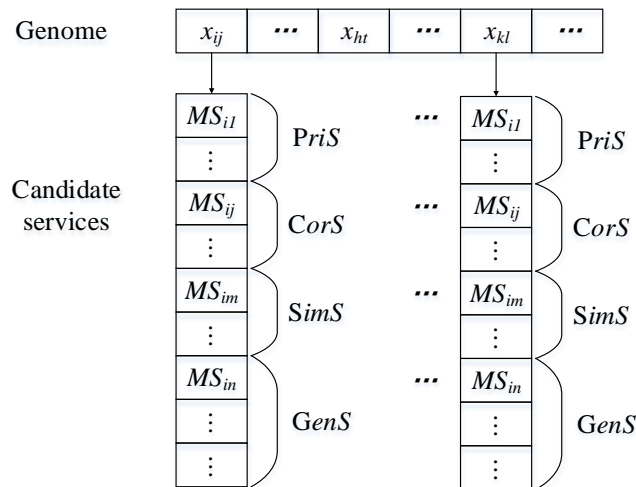 Genome x_ij ... x_ht ... x_kl ...
MS_i1 ... MS_i1
PriS PriS
⋮ ⋮
Candidate services
MS_ij ... MS_ij
CorS CorS
⋮ ⋮
MS_im ... MS_im
SimS SimS
⋮ ⋮
MS_in ... MS_in
⋮ GenS ⋮ GenS
⋮ ⋮